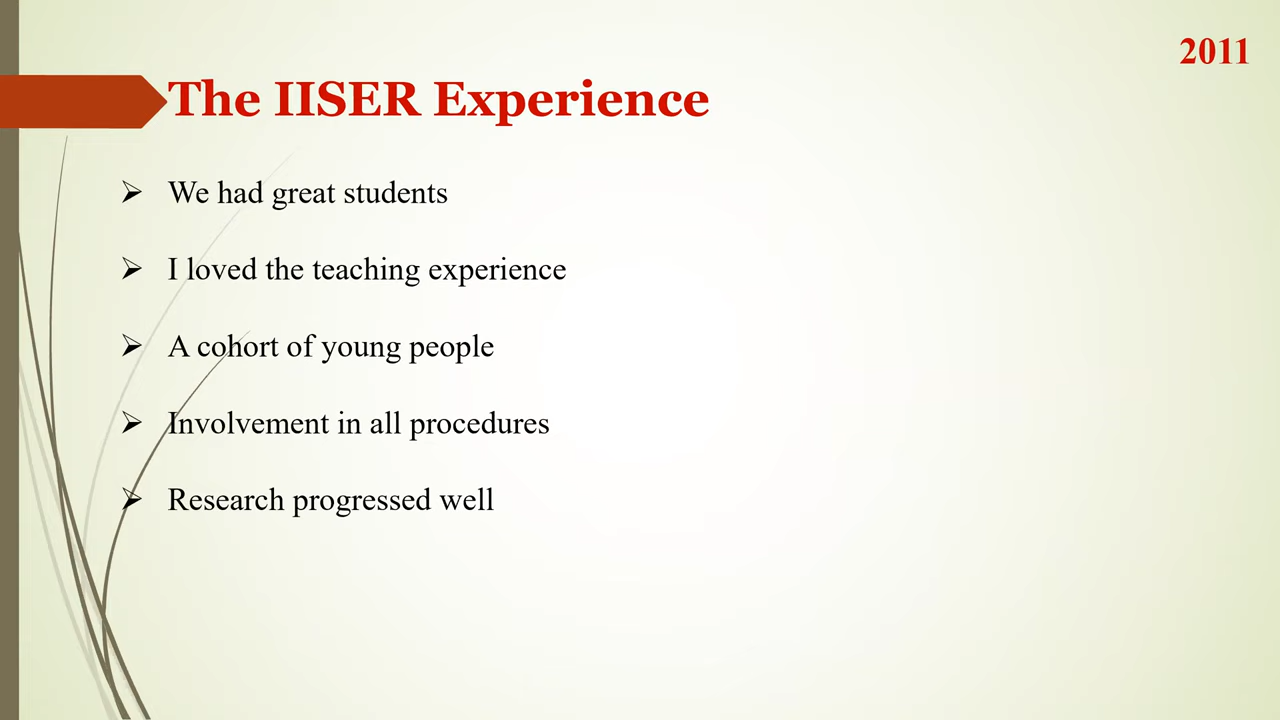 2011
The IISER Experience
We had great students
I loved the teaching experience
A cohort of young people
Involvement in all procedures
Research progressed well